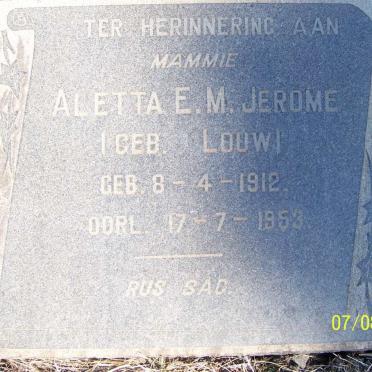 TER HERINNERING AAN
MAMMIE
ALETTA E.M. JEROME
(GEB. LOUW)
GEB. 8-4-1912.
OORL. 17-7-1953
RUS SAG.
07/08